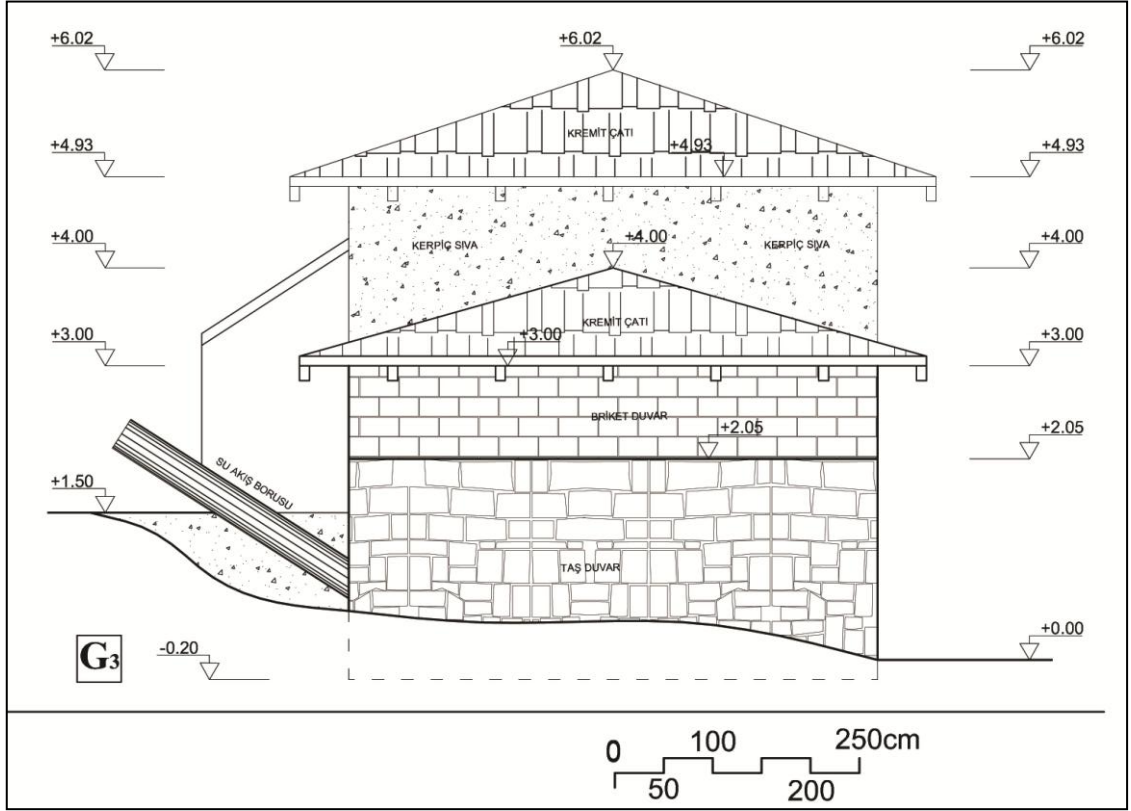 +6.02 +6.02 +6.02
KREMİT ÇATI
+4.93 +4.93 +4.93
KERPİÇ SIVA KERPİÇ SIVA
+4.00 +4.00 +4.00
KREMİT ÇATI
+3.00 +3.00 +3.00
BRİKET DUVAR
+2.05 +2.05
SU AKIŞ BORUSU
+1.50
TAŞ DUVAR
+0.00
G3 -0.20
0 100 250cm
50 200